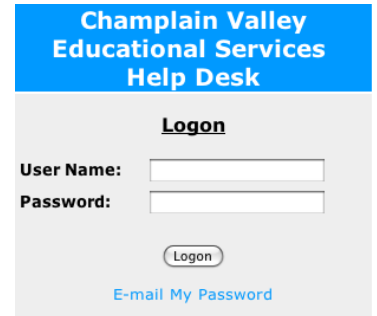 Champlain Valley
Educational Services
Help Desk
Logon
User Name:
Password:
Logon
E-mail My Password